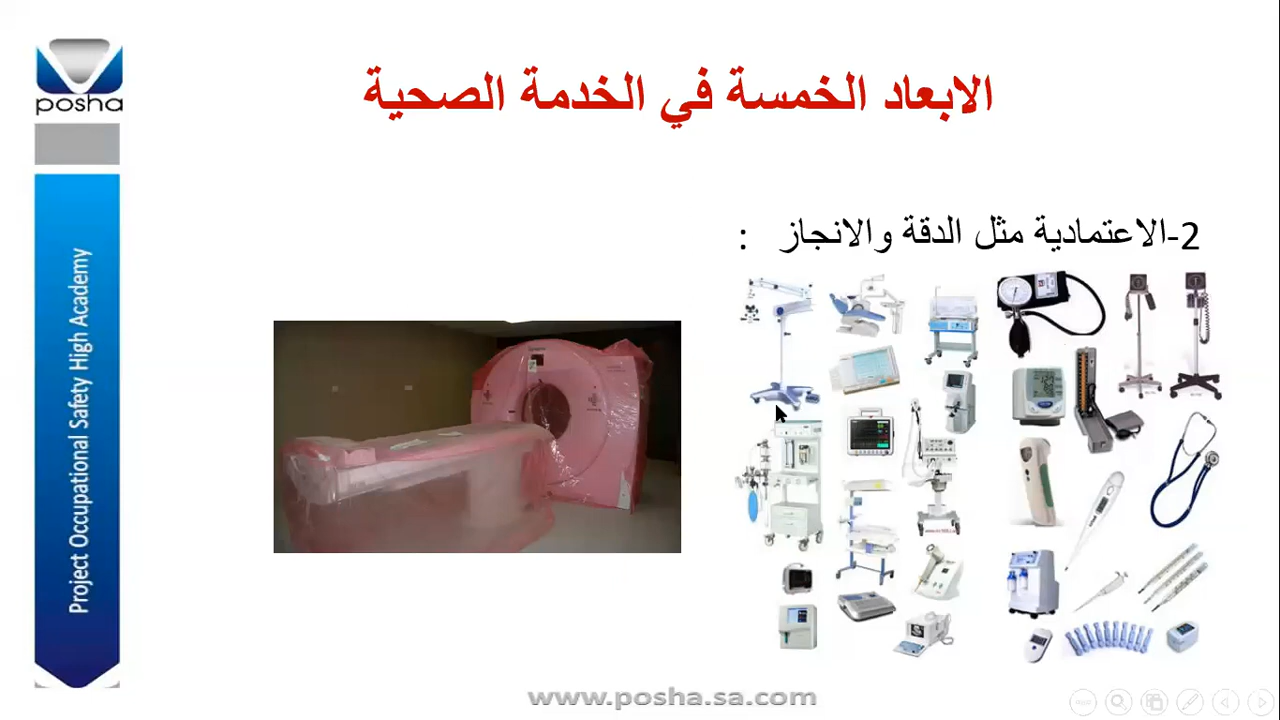 posha
الابعاد الخمسة في الخدمة الصحية
2-الاعتمادية مثل الدقة والانجاز :
Project Occupational Safety High Academy
www.posha.sa.com